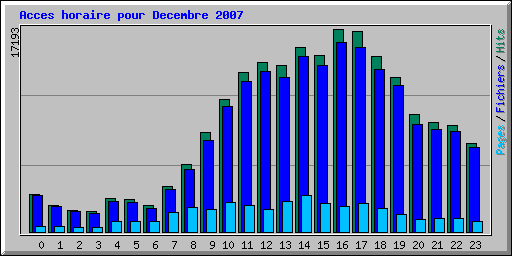 Acces horaire pour Decembre 2007
17193
Pages / Fichiers / Hits
0 1 2 3 4 5 6 7 8 9 10 11 12 13 14 15 16 17 18 19 20 21 22 23